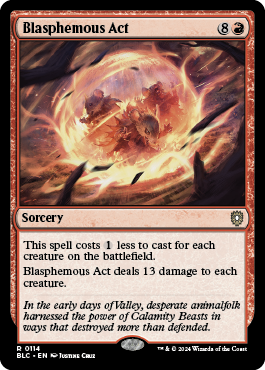 Blasphemous Act 8
Sorcery
This spell costs 1 less to cast for each
creature on the battlefield.
Blasphemous Act deals 13 damage to each
creature.
In the early days of Valley, desperate animalfolk
harnessed the power of Calamity Beasts in
ways that destroyed more than defended.
R 0114
BLC • EN Justine Cruz
™ & © 2024 Wizards of the Coast